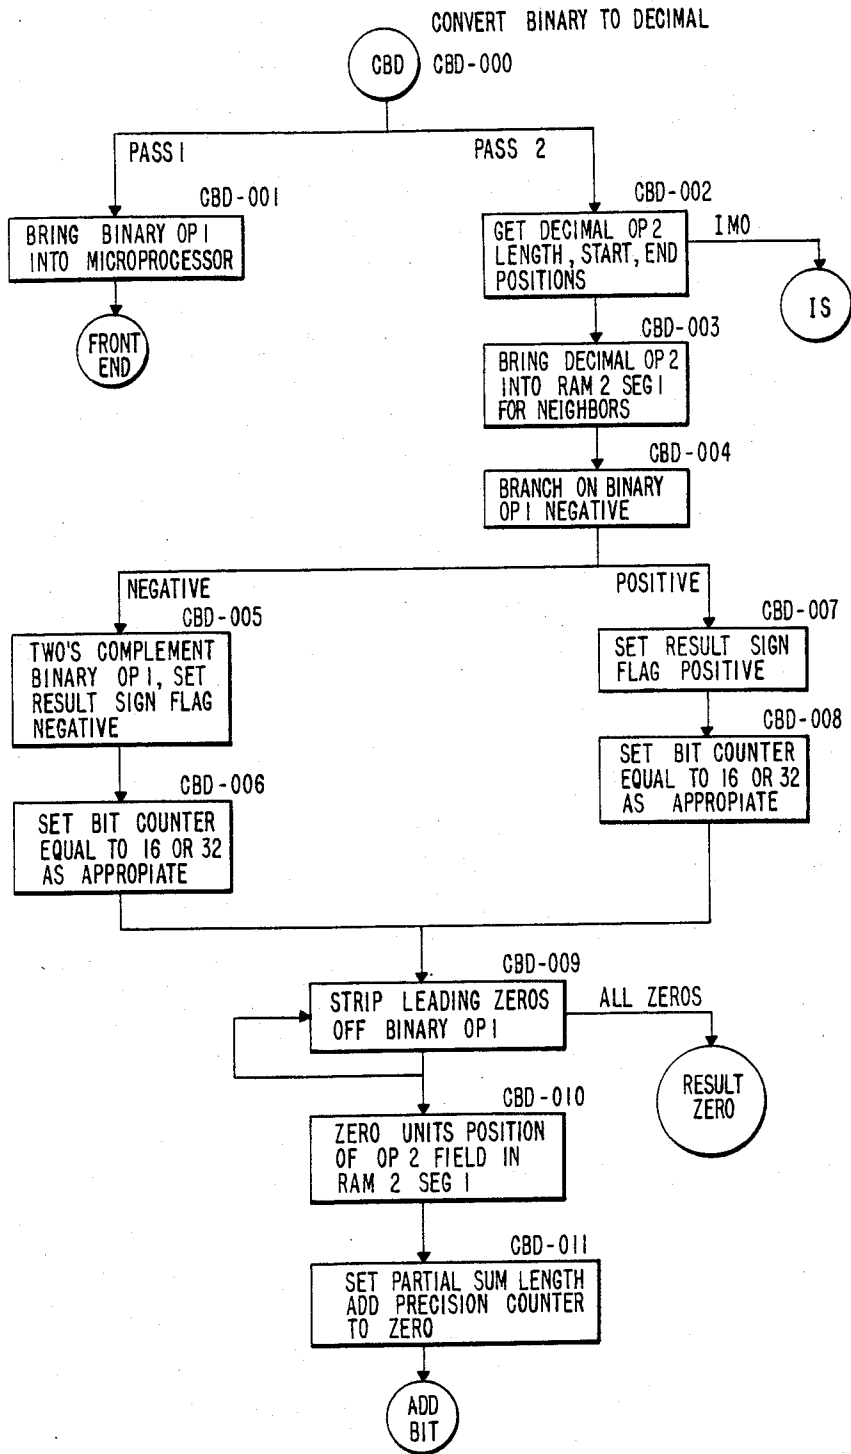 CONVERT BINARY TO DECIMAL
CBD
CBD-000
PASS 1
PASS 2
CBD-001
BRING BINARY OP 1
INTO MICROPROCESSOR
FRONT
END
CBD-002
GET DECIMAL OP 2
LENGTH, START, END
POSITIONS
IMO
IS
CBD-003
BRING DECIMAL OP 2
INTO RAM 2 SEG 1
FOR NEIGHBORS
CBD-004
BRANCH ON BINARY
OP 1 NEGATIVE
NEGATIVE
POSITIVE
CBD-005
TWO'S COMPLEMENT
BINARY OP 1, SET
RESULT SIGN FLAG
NEGATIVE
CBD-007
SET RESULT SIGN
FLAG POSITIVE
CBD-006
SET BIT COUNTER
EQUAL TO 16 OR 32
AS APPROPIATE
CBD-008
SET BIT COUNTER
EQUAL TO 16 OR 32
AS APPROPIATE
CBD-009
STRIP LEADING ZEROS
OFF BINARY OP 1
ALL ZEROS
RESULT
ZERO
CBD-010
ZERO UNITS POSITION
OF OP 2 FIELD IN
RAM 2 SEG 1
CBD-011
SET PARTIAL SUM LENGTH
ADD PRECISION COUNTER
TO ZERO
ADD
BIT